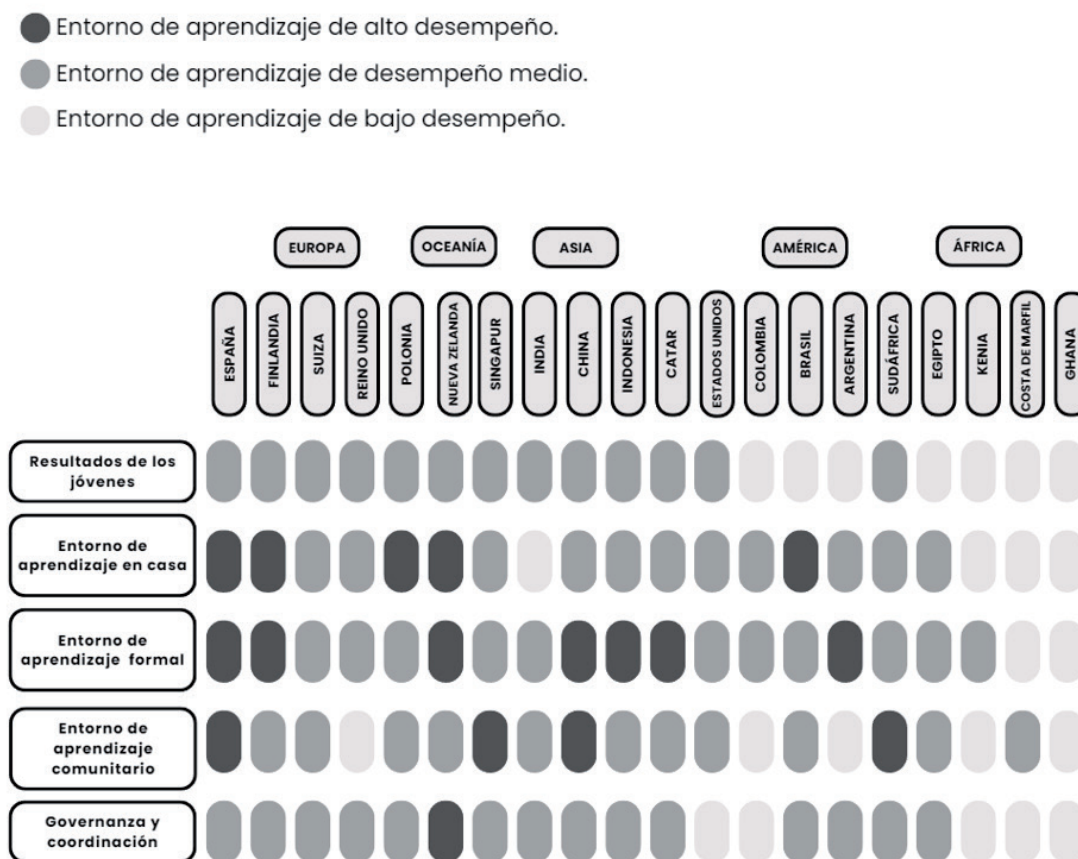 Entorno de aprendizaje de alto desempeño.
Entorno de aprendizaje de desempeño medio.
Entorno de aprendizaje de bajo desempeño.
EUROPA
OCEANÍA
ASIA
AMÉRICA
ÁFRICA
ESPAÑA
FINLANDIA
SUIZA
REINO UNIDO
POLONIA
NUEVA ZELANDA
SINGAPUR
INDIA
CHINA
INDONESIA
CATAR
ESTADOS UNIDOS
COLOMBIA
BRASIL
ARGENTINA
SUDÁFRICA
EGIPTO
KENIA
COSTA DE MARFIL
GHANA
Resultados de los
jóvenes
Entorno de
aprendizaje en casa
Entorno de
aprendizaje formal
Entorno de
aprendizaje
comunitario
Governanza y
coordinación